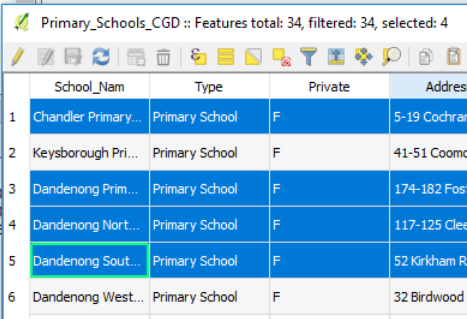 Primary_Schools_CGD :: Features total: 34, filtered: 34, selected: 4
School_Nam Type Private Addres
1 Chandler Primary... Primary School F 5-19 Cochran
2 Keysborough Pri... Primary School F 41-51 Coomo
3 Dandenong Prim... Primary School F 174-182 Fos
4 Dandenong Nort... Primary School F 117-125 Clee
5 Dandenong Sout... Primary School F 52 Kirkham R
6 Dandenong West... Primary School F 32 Birdwood